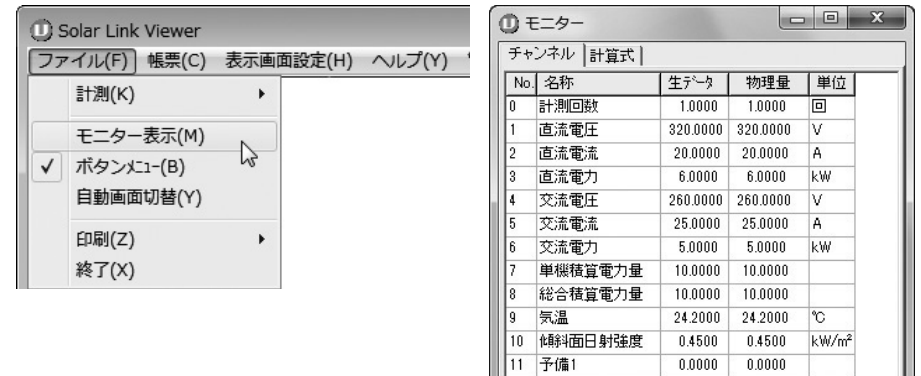 Solar Link Viewer
ファイル(F) 帳票(C) 表示画面設定(H) ヘルプ(Y)
計測(K)
モニター表示(M)
ボタンメニュー(B)
自動画面切替(Y)
印刷(Z)
終了(X)
モニター
チャンネル 計算式
No. 名称 生データ 物理量 単位
0 計測回数 1.0000 1.0000 回
1 直流電圧 320.0000 320.0000 V
2 直流電流 20.0000 20.0000 A
3 直流電力 6.0000 6.0000 kW
4 交流電圧 260.0000 260.0000 V
5 交流電流 25.0000 25.0000 A
6 交流電力 5.0000 5.0000 kW
7 単機積算電力量 10.0000 10.0000
8 総合積算電力量 10.0000 10.0000
9 気温 24.2000 24.2000 ℃
10 傾斜面日射強度 0.4500 0.4500 kW/m²
11 予備1 0.0000 0.0000